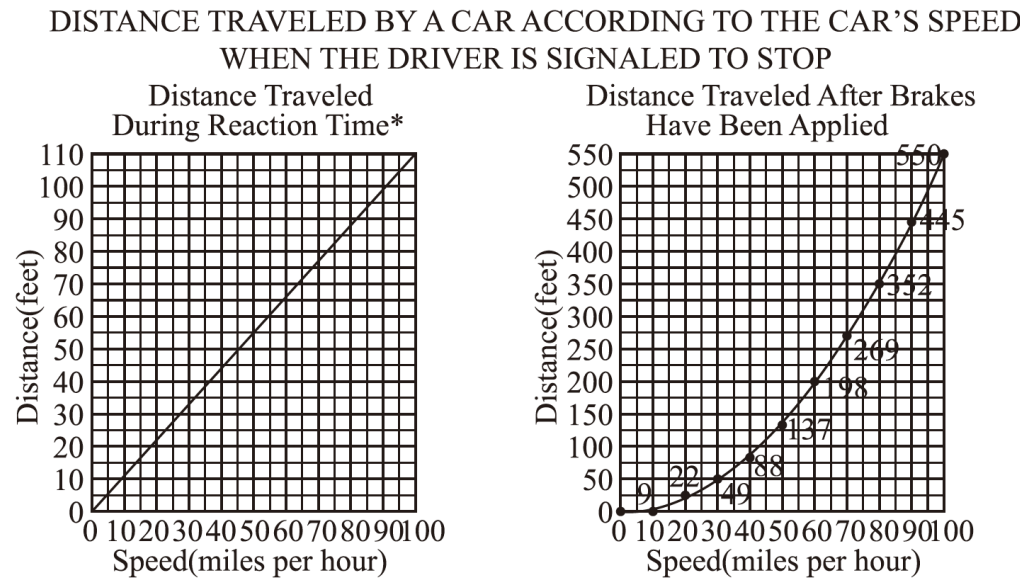 DISTANCE TRAVELED BY A CAR ACCORDING TO THE CAR'S SPEED
WHEN THE DRIVER IS SIGNALED TO STOP
Distance Traveled
During Reaction Time*
110
100
90
80
70
60
50
40
30
20
10
0
Distance(feet)
0 10 20 30 40 50 60 70 80 90 100
Speed(miles per hour)
Distance Traveled After Brakes
Have Been Applied
550
500
450
400
350
300
250
200
150
100
50
0
Distance(feet)
550
445
352
269
198
137
88
49
22
9
0 10 20 30 40 50 60 70 80 90 100
Speed(miles per hour)